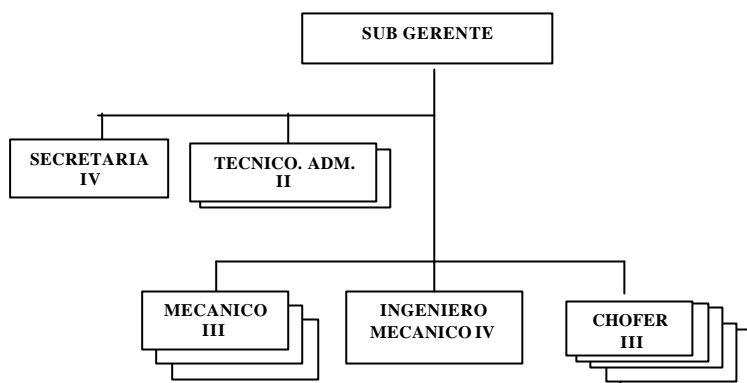 SUB GERENTE
SECRETARIA
IV
TECNICO. ADM.
II
MECANICO
III
INGENIERO
MECANICO IV
CHOFER
III